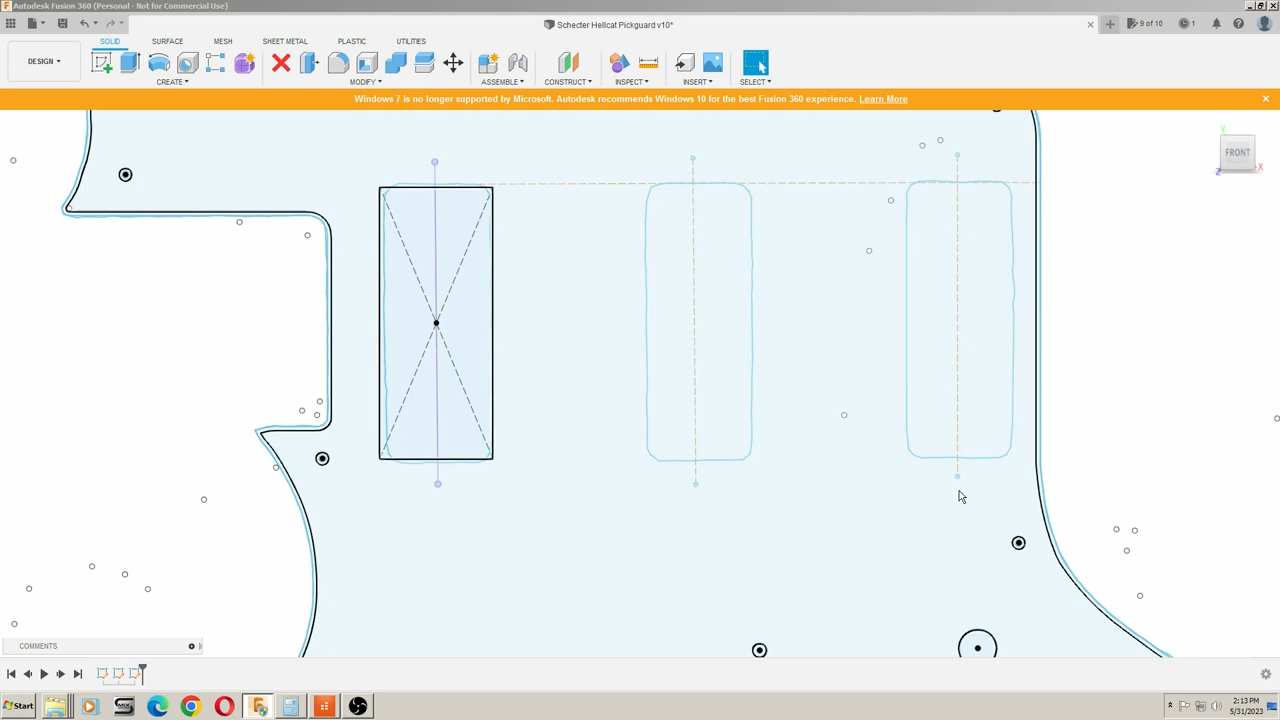 Autodesk Fusion 360 (Personal - Not for Commercial Use)
Schecter Hellcat Pickguard v10*
9 of 10
1
SOLID
SURFACE
MESH
SHEET METAL
PLASTIC
UTILITIES
DESIGN
CREATE
MODIFY
ASSEMBLE
CONSTRUCT
INSPECT
INSERT
SELECT
Windows 7 is no longer supported by Microsoft. Autodesk recommends Windows 10 for the best Fusion 360 experience. Learn More
Y
FRONT
X
Z
COMMENTS
Start
2:13 PM
5/31/2023